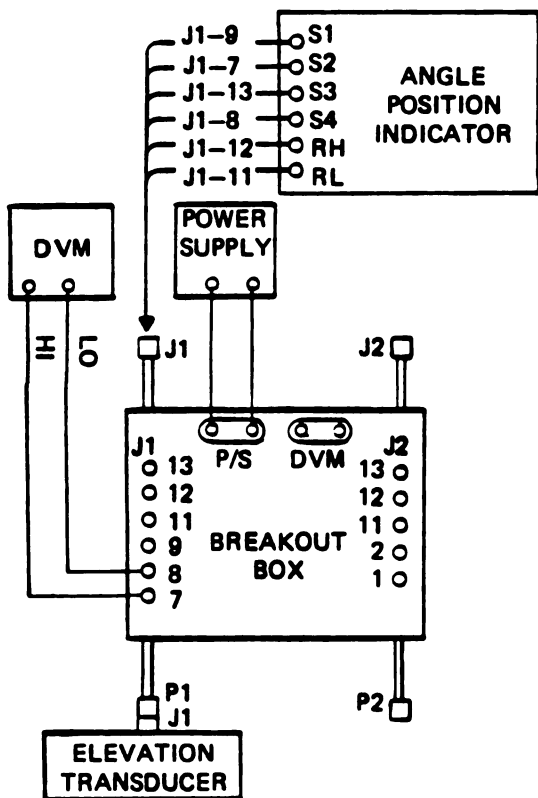 J1-9 S1
J1-7 S2
J1-13 S3
J1-8 S4
J1-12 RH
J1-11 RL
ANGLE
POSITION
INDICATOR
DVM
HI
LO
POWER
SUPPLY
J1
J2
P/S
DVM
J1
13
12
11
9
8
7
BREAKOUT
BOX
J2
13
12
11
2
1
P1
J1
P2
ELEVATION
TRANSDUCER